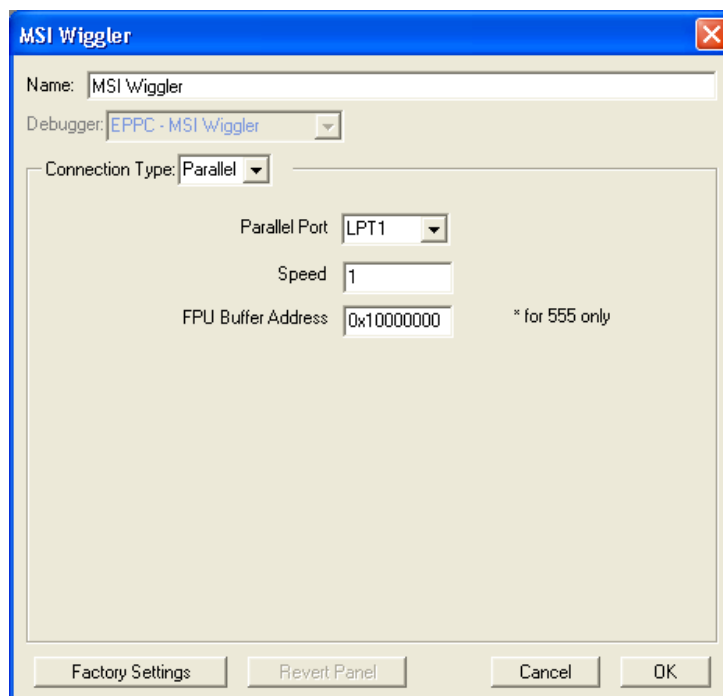 MSI Wiggler
Name: MSI Wiggler
Debugger: EPPC - MSI Wiggler
Connection Type: Parallel
Parallel Port LPT1
Speed 1
FPU Buffer Address 0x10000000 * for 555 only
Factory Settings Revert Panel Cancel OK